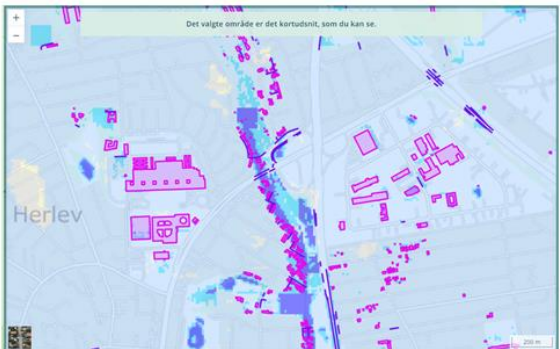 +
Det valgte område er det kortudsnit, som du kan se.
−
Herlev
200 m